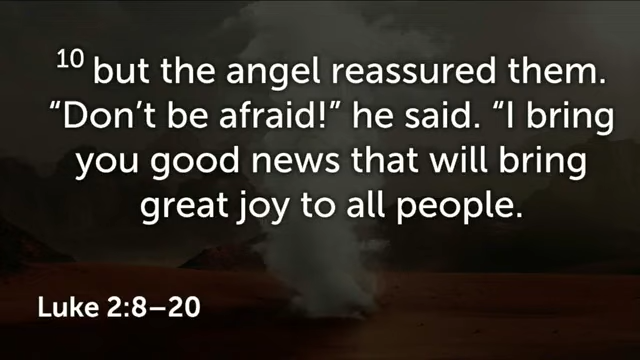 10 but the angel reassured them.
“Don’t be afraid!” he said. “I bring
you good news that will bring
great joy to all people.
Luke 2:8–20